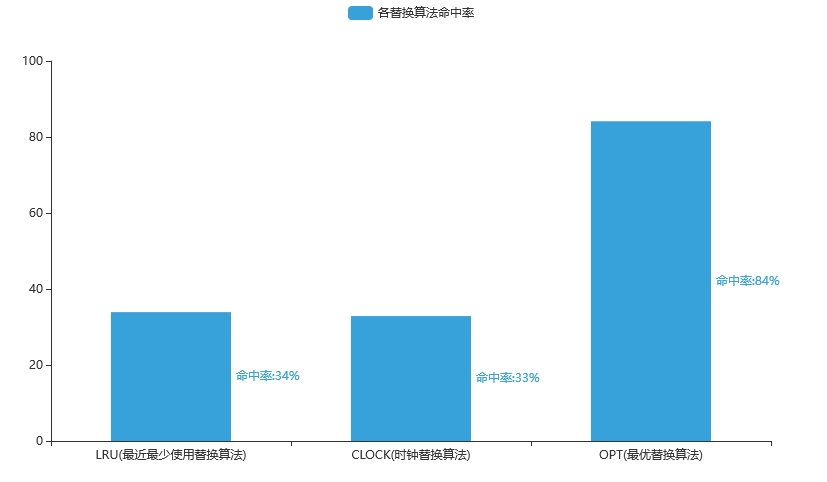 各替换算法命中率
100
80
60
40
20
0
命中率:34%
命中率:33%
命中率:84%
LRU(最近最少使用替换算法)
CLOCK(时钟替换算法)
OPT(最优替换算法)